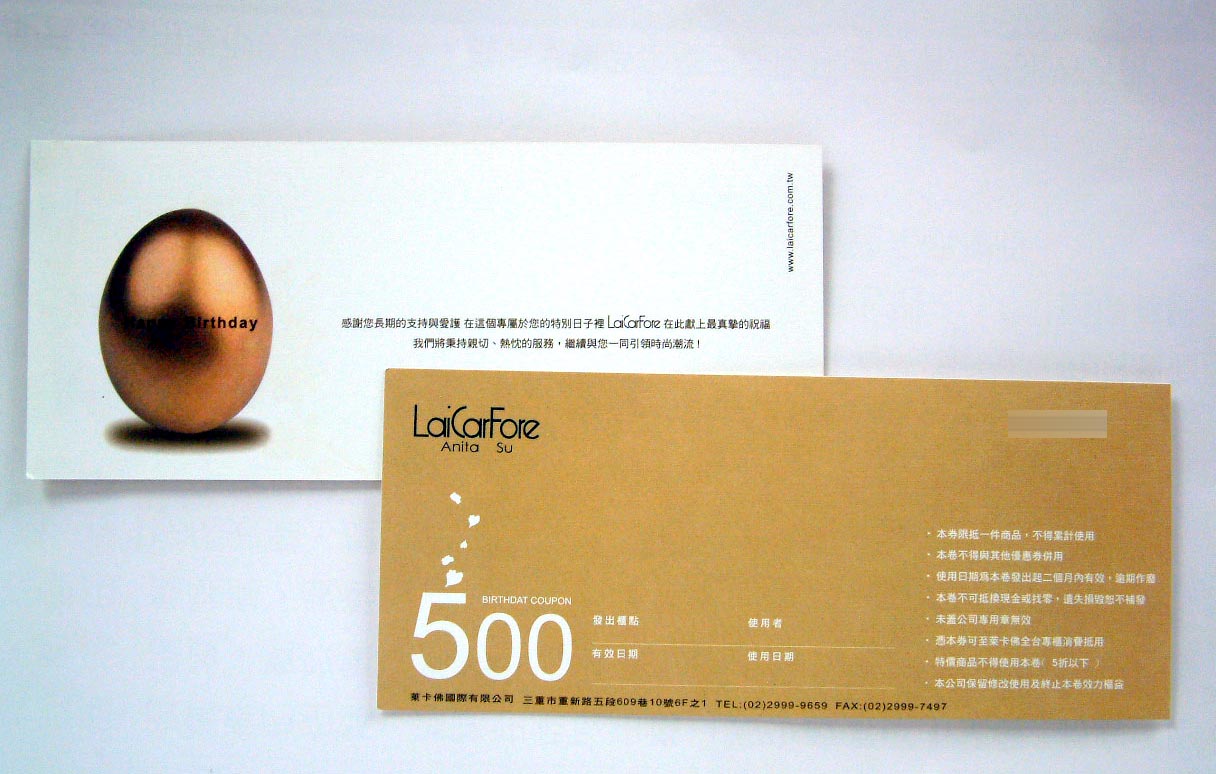 www.laicarfore.com.tw
Happy Birthday
感謝您長期的支持與愛護 在這個專屬於您的特別日子裡 LaiCarFore 在此獻上最真摯的祝福
我們將秉持親切、熱忱的服務，繼續與您一同引領時尚潮流！
LaiCarFore
Anita Su
BIRTHDAT COUPON
500
發出櫃點
使用者
有效日期
使用日期
・本券限抵一件商品，不得累計使用
・本卷不得與其他優惠券併用
・使用日期為本卷發出起二個月內有效，逾期作廢
・本卷不可抵換現金或找零，遺失損毀恕不補發
・未蓋公司專用章無效
・憑本券可至萊卡佛全台專櫃消費抵用
・特價商品不得使用本卷( 5折以下 )
・本公司保留修改使用及終止本卷效力權益
萊卡佛國際有限公司 三重市重新路五段609巷10號6F之1 TEL:(02)2999-9659 FAX:(02)2999-7497